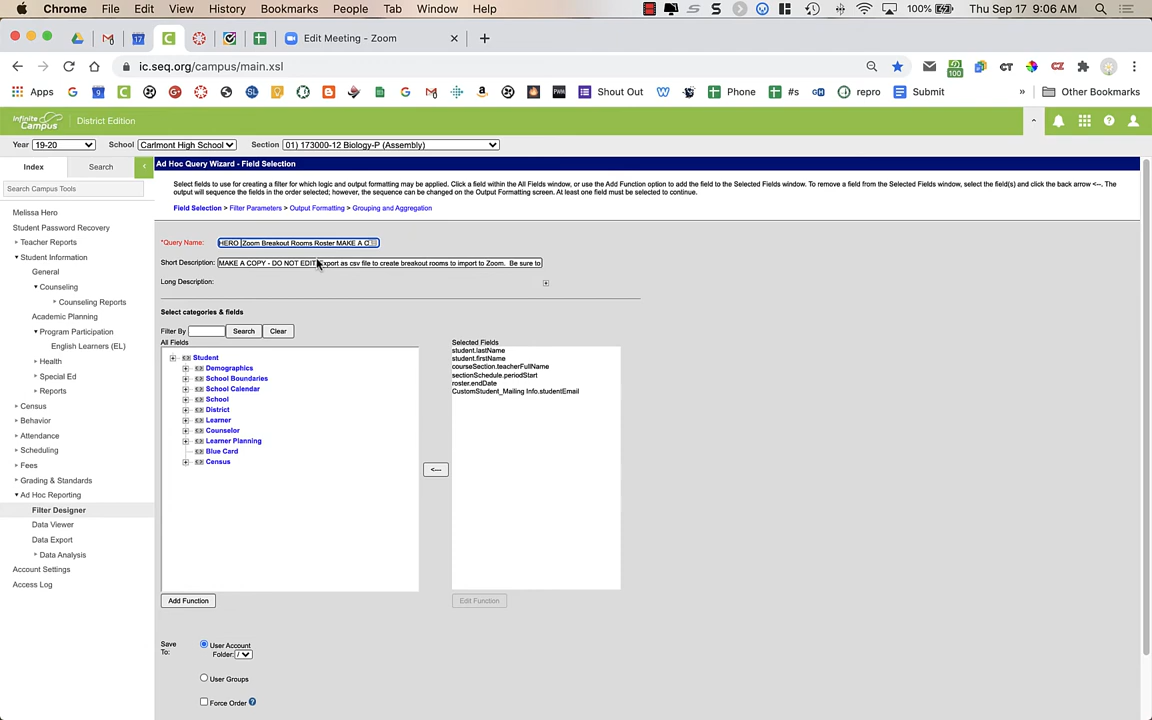 Chrome File Edit View History Bookmarks People Tab Window Help 100% Thu Sep 17 9:06 AM
Edit Meeting - Zoom
ic.seq.org/campus/main.xsl
Apps Shout Out Phone #s repro Submit » Other Bookmarks
Infinite Campus District Edition
Year 19-20 School Carlmont High School Section 01) 173000-12 Biology-P (Assembly)
Index Search
Search Campus Tools
Melissa Hero
Student Password Recovery
Teacher Reports
Student Information
General
Counseling
Counseling Reports
Academic Planning
Program Participation
English Learners (EL)
Health
Special Ed
Reports
Census
Behavior
Attendance
Scheduling
Fees
Grading & Standards
Ad Hoc Reporting
Filter Designer
Data Viewer
Data Export
Data Analysis
Account Settings
Access Log
Ad Hoc Query Wizard - Field Selection
Select fields to use for creating a filter for which logic and output formatting may be applied. Click a field within the All Fields window, or use the Add Function option to add the field to the Selected Fields window. To remove a field from the Selected Fields window, select the field(s) and click the back arrow <--. The
output will sequence the fields in the order selected; however, the sequence can be changed on the Output Formatting screen. At least one field must be selected to continue.
Field Selection > Filter Parameters > Output Formatting > Grouping and Aggregation
*Query Name: HERO Zoom Breakout Rooms Roster MAKE A C
Short Description: MAKE A COPY - DO NOT EDIT Export as csv file to create breakout rooms to import to Zoom. Be sure to
Long Description:
Select categories & fields
Filter By Search Clear
All Fields
Student
Demographics
School Boundaries
School Calendar
School
District
Learner
Counselor
Learner Planning
Blue Card
Census
<--
Selected Fields
student.lastName
student.firstName
courseSection.teacherFullName
sectionSchedule.periodStart
roster.endDate
CustomStudent_Mailing Info.studentEmail
Add Function Edit Function
Save To: User Account
Folder: /
User Groups
Force Order ?